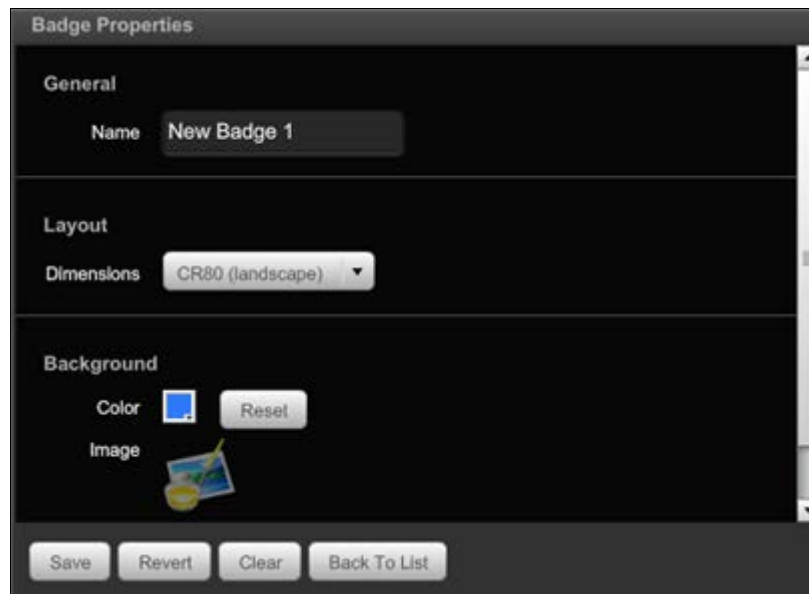 Badge Properties
General
Name New Badge 1
Layout
Dimensions CR80 (landscape)
Background
Color Reset
Image
Save Revert Clear Back To List